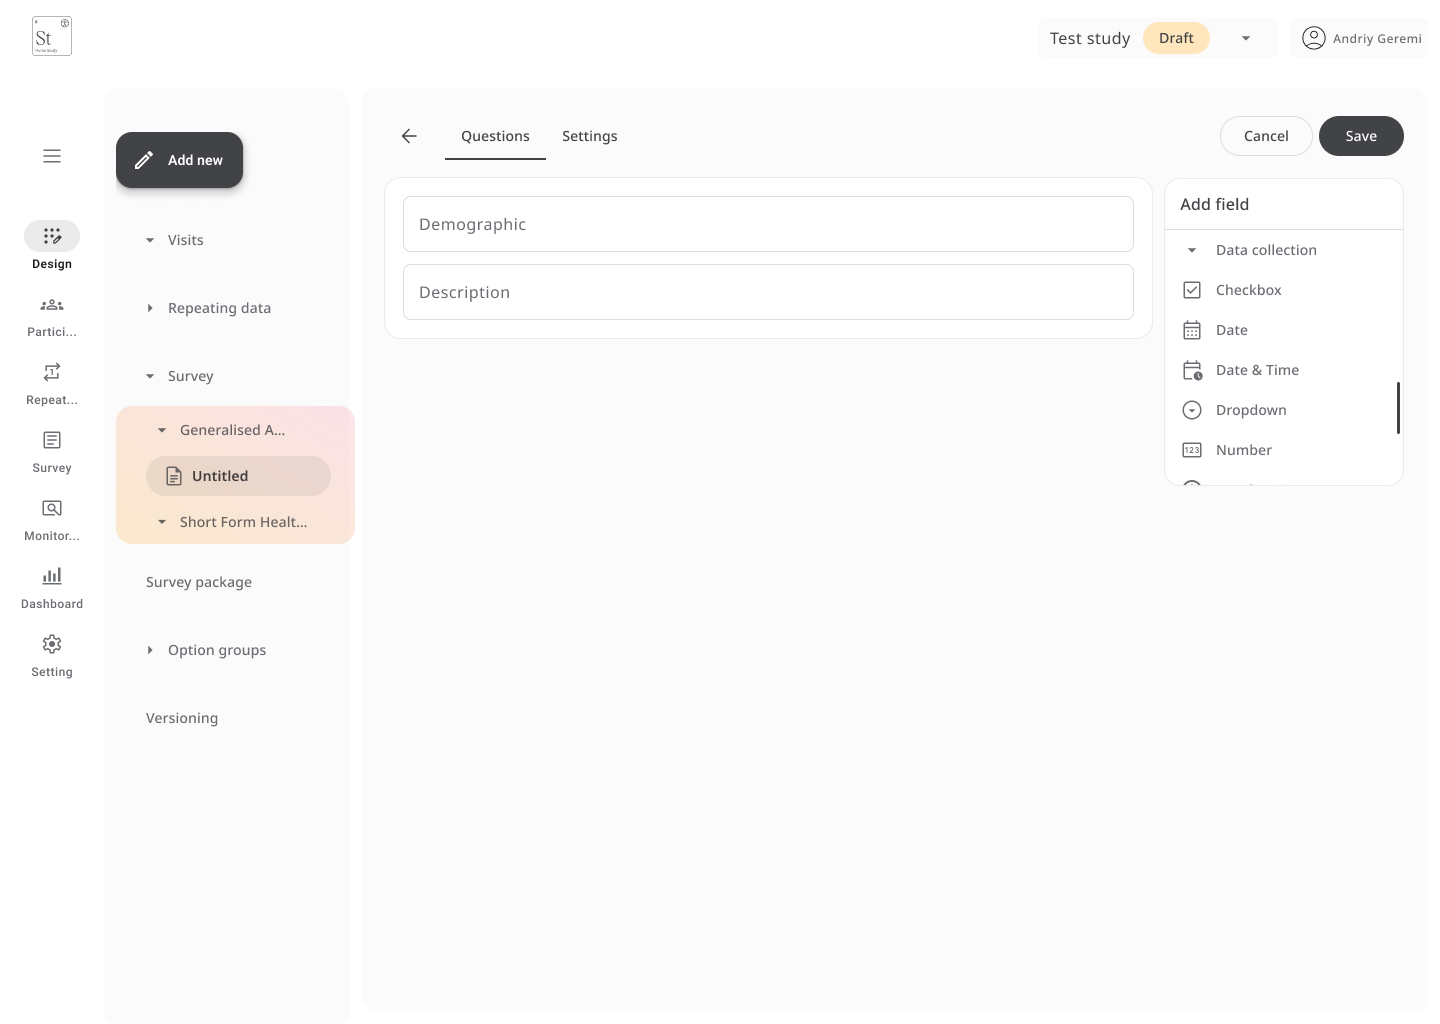 St
Test study
Draft
Andriy Geremi
Add new
Questions
Settings
Cancel
Save
Design
Partici...
Repeat...
Survey
Monitor...
Dashboard
Setting
Visits
Repeating data
Survey
Generalised A...
Untitled
Short Form Healt...
Survey package
Option groups
Versioning
Demographic
Description
Add field
Data collection
Checkbox
Date
Date & Time
Dropdown
123
Number